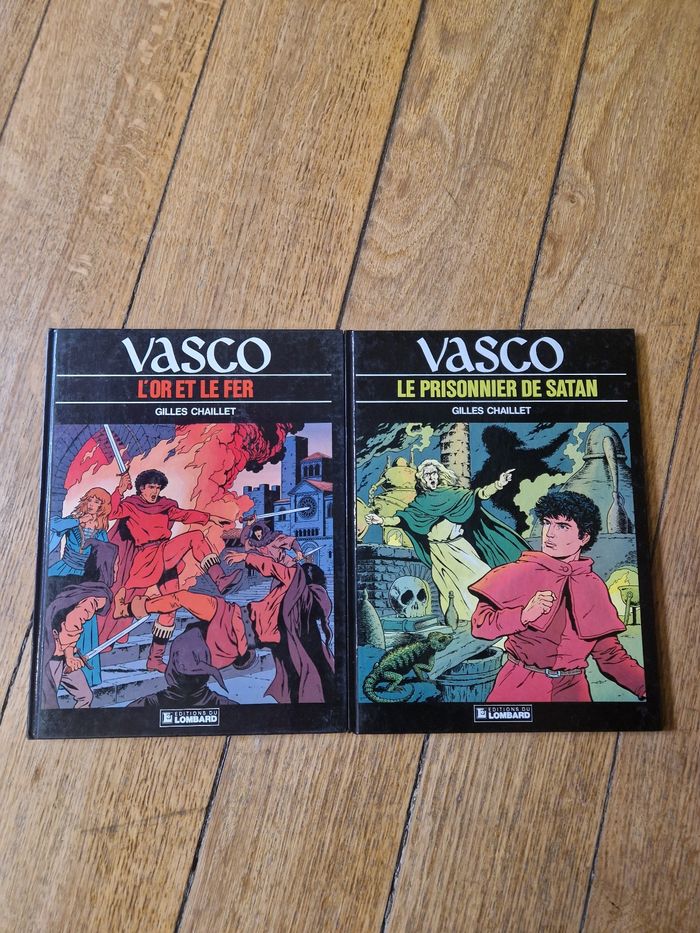 VASCO
L'OR ET LE FER
GILLES CHAILLET
EDITIONS DU
LOMBARD
VASCO
LE PRISONNIER DE SATAN
GILLES CHAILLET
EDITIONS DU
LOMBARD